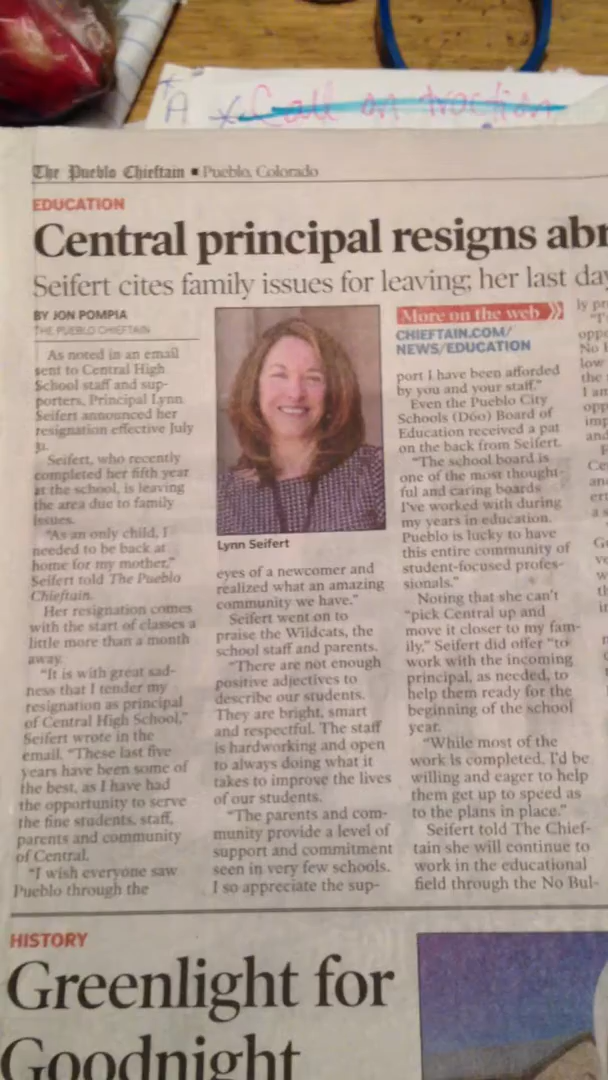 A * Call on traction
The Pueblo Chieftain ■ Pueblo, Colorado
EDUCATION
Central principal resigns abr
Seifert cites family issues for leaving; her last day
BY JON POMPIA
THE PUEBLO CHIEFTAIN
As noted in an email
sent to Central High
School staff and sup-
porters, Principal Lynn
Seifert announced her
resignation effective July
31.
Seifert, who recently
completed her fifth year
at the school, is leaving
the area due to family
issues.
"As an only child, I
needed to be back at
home for my mother,"
Seifert told The Pueblo
Chieftain.
Her resignation comes
with the start of classes a
little more than a month
away.
"It is with great sad-
ness that I tender my
resignation as principal
of Central High School,"
Seifert wrote in the
email. "These last five
years have been some of
the best, as I have had
the opportunity to serve
the fine students, staff,
parents and community
of Central.
"I wish everyone saw
Pueblo through the
Lynn Seifert
eyes of a newcomer and
realized what an amazing
community we have."
Seifert went on to
praise the Wildcats, the
school staff and parents.
"There are not enough
positive adjectives to
describe our students.
They are bright, smart
and respectful. The staff
is hardworking and open
to always doing what it
takes to improve the lives
of our students.
"The parents and com-
munity provide a level of
support and commitment
seen in very few schools.
I so appreciate the sup-
More on the web
CHIEFTAIN.COM/
NEWS/EDUCATION
port I have been afforded
by you and your staff."
Even the Pueblo City
Schools (D60) Board of
Education received a pat
on the back from Seifert.
"The school board is
one of the most thought-
ful and caring boards
I've worked with during
my years in education.
Pueblo is lucky to have
this entire community of
student-focused profes-
sionals."
Noting that she can't
"pick Central up and
move it closer to my fam-
ily," Seifert did offer "to
work with the incoming
principal, as needed, to
help them ready for the
beginning of the school
year.
"While most of the
work is completed, I'd be
willing and eager to help
them get up to speed as
to the plans in place."
Seifert told The Chief-
tain she will continue to
work in the educational
field through the No Bul-
ly pr
oppo
No
low
the
I am
opp
imp
and
Ce
an
a s
HISTORY
Greenlight for
Goodnight